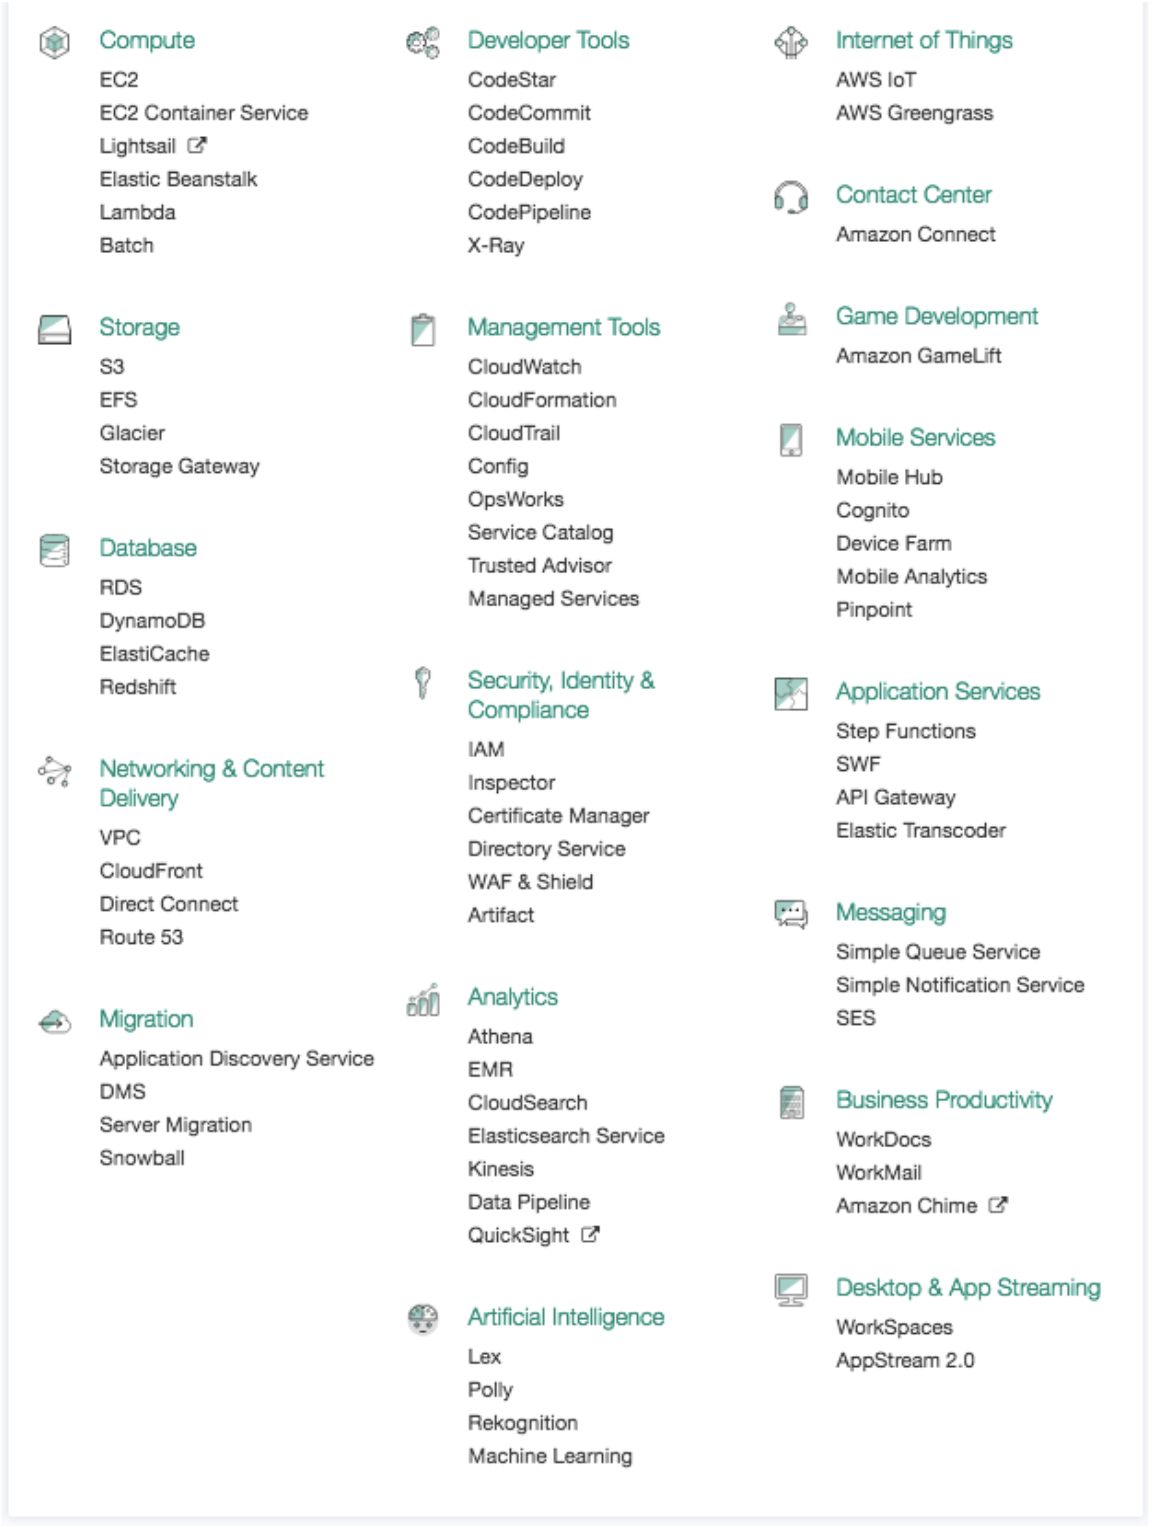 Compute
EC2
EC2 Container Service
Lightsail
Elastic Beanstalk
Lambda
Batch
Storage
S3
EFS
Glacier
Storage Gateway
Database
RDS
DynamoDB
ElastiCache
Redshift
Networking & Content
Delivery
VPC
CloudFront
Direct Connect
Route 53
Migration
Application Discovery Service
DMS
Server Migration
Snowball
Developer Tools
CodeStar
CodeCommit
CodeBuild
CodeDeploy
CodePipeline
X-Ray
Management Tools
CloudWatch
CloudFormation
CloudTrail
Config
OpsWorks
Service Catalog
Trusted Advisor
Managed Services
Security, Identity &
Compliance
IAM
Inspector
Certificate Manager
Directory Service
WAF & Shield
Artifact
Analytics
Athena
EMR
CloudSearch
Elasticsearch Service
Kinesis
Data Pipeline
QuickSight
Artificial Intelligence
Lex
Polly
Rekognition
Machine Learning
Internet of Things
AWS IoT
AWS Greengrass
Contact Center
Amazon Connect
Game Development
Amazon GameLift
Mobile Services
Mobile Hub
Cognito
Device Farm
Mobile Analytics
Pinpoint
Application Services
Step Functions
SWF
API Gateway
Elastic Transcoder
Messaging
Simple Queue Service
Simple Notification Service
SES
Business Productivity
WorkDocs
WorkMail
Amazon Chime
Desktop & App Streaming
WorkSpaces
AppStream 2.0